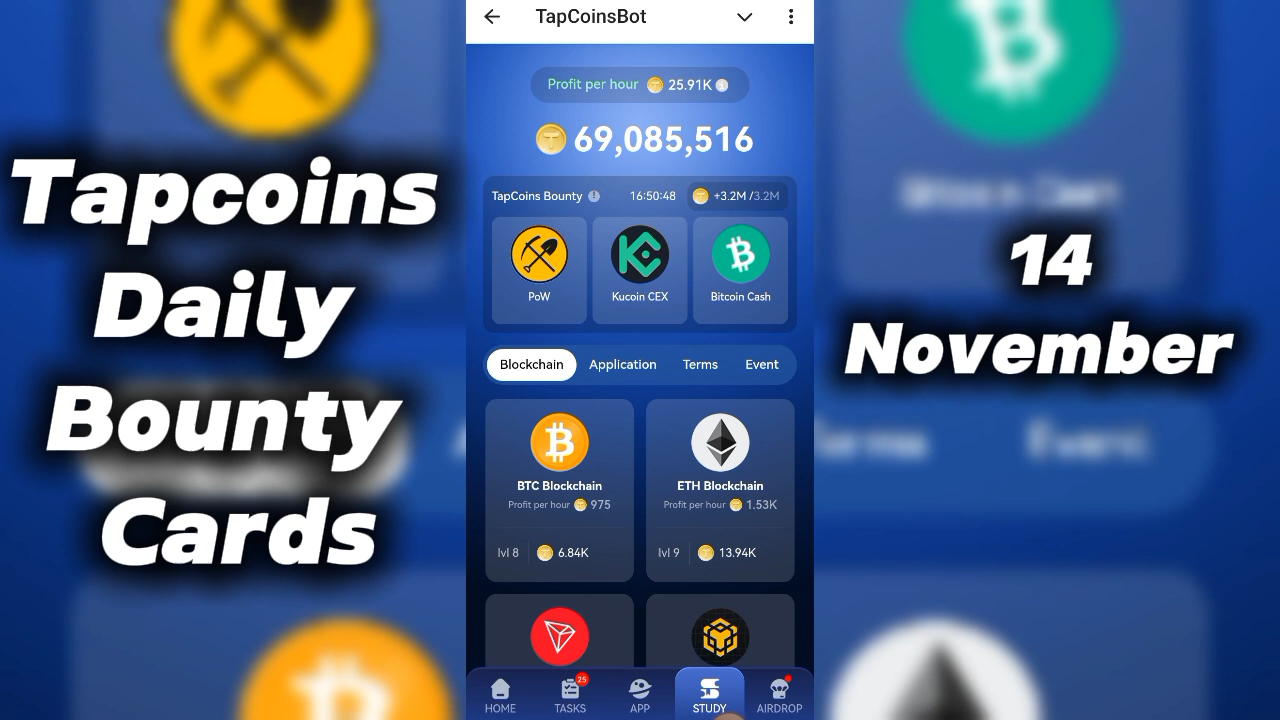 Tapcoins
Daily
Bounty
Cards
14
November
TapCoinsBot
Profit per hour 25.91K
69,085,516
TapCoins Bounty 16:50:48 +3.2M /3.2M
PoW Kucoin CEX Bitcoin Cash
Blockchain Application Terms Event
BTC Blockchain ETH Blockchain
Profit per hour 975 Profit per hour 1.53K
lvl 8 6.84K lvl 9 13.94K
25
HOME TASKS APP STUDY AIRDROP